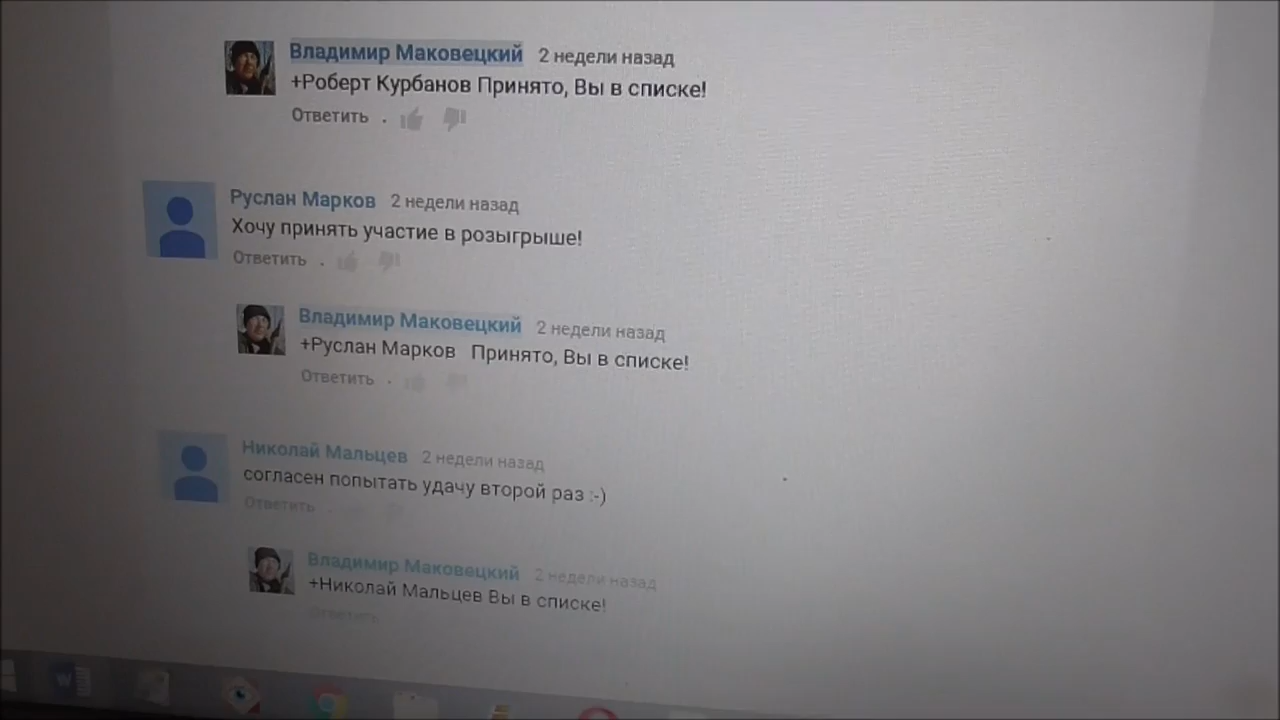 Владимир Маковецкий 2 недели назад
+Роберт Курбанов Принято, Вы в списке!
Ответить .
Руслан Марков 2 недели назад
Хочу принять участие в розыгрыше!
Ответить .
Владимир Маковецкий 2 недели назад
+Руслан Марков Принято, Вы в списке!
Ответить .
Николай Мальцев 2 недели назад
согласен попытать удачу второй раз :-)
Ответить .
Владимир Маковецкий 2 недели назад
+Николай Мальцев Вы в списке!
Ответить